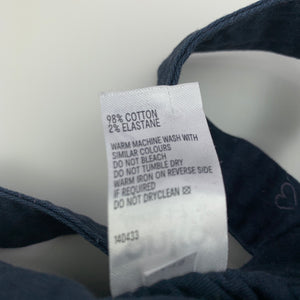 98% COTTON
2% ELASTANE
WARM MACHINE WASH WITH
SIMILAR COLOURS
DO NOT BLEACH
DO NOT TUMBLE DRY
WARM IRON ON REVERSE SIDE
IF REQUIRED
DO NOT DRYCLEAN
140433